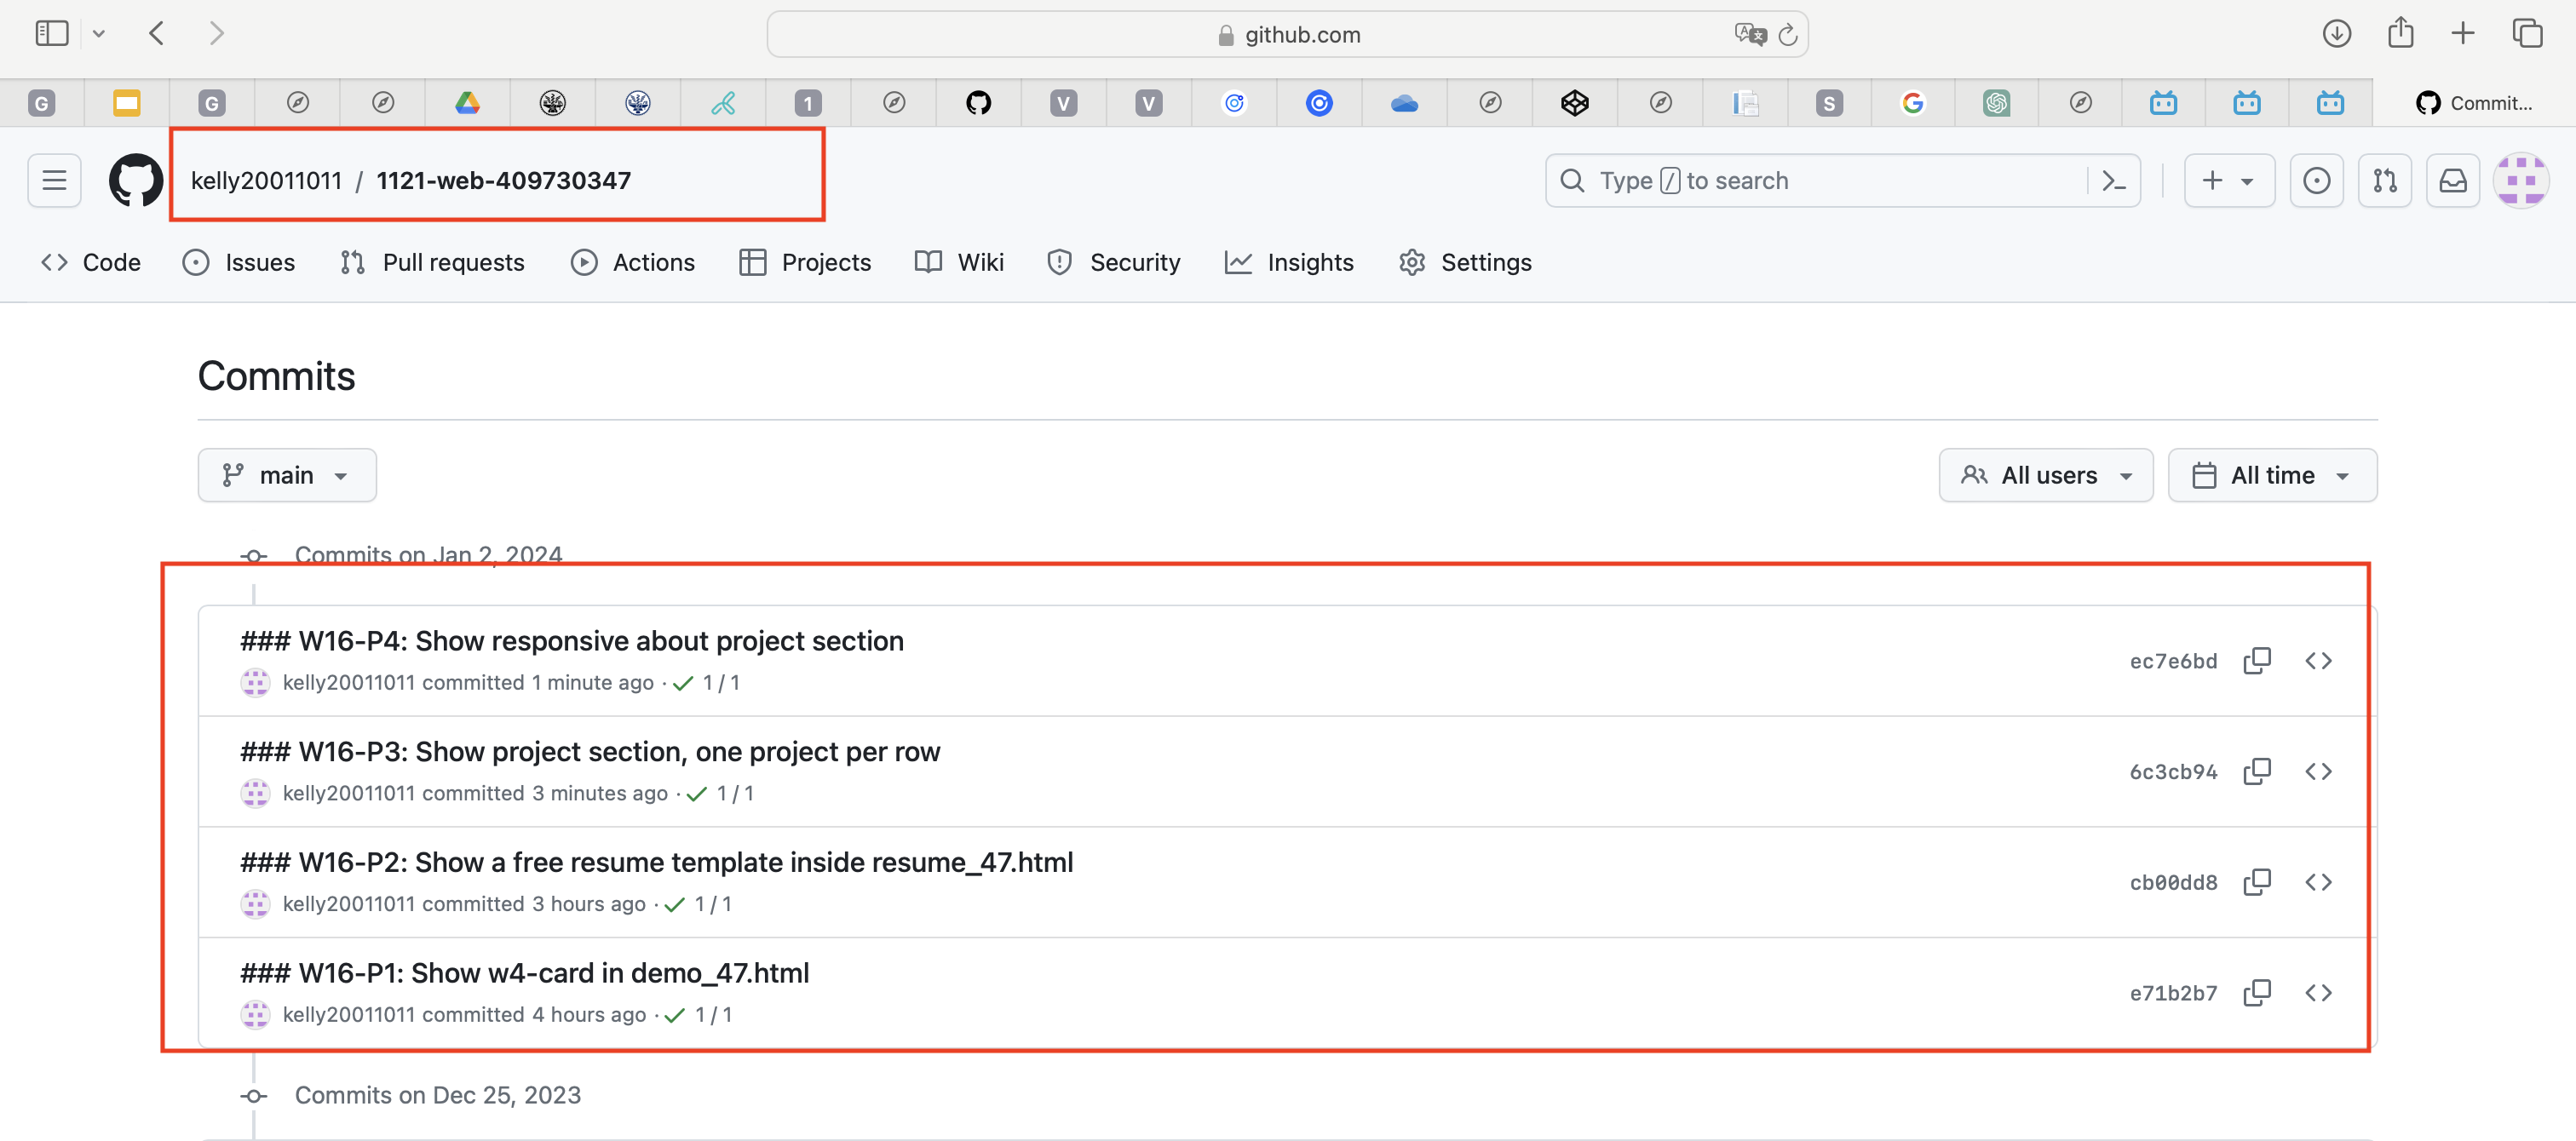 github.com
G
G
1
V
V
S
Commit...
kelly20011011 / 1121-web-409730347
Type / to search
Code Issues Pull requests Actions Projects Wiki Security Insights Settings
Commits
main
All users
All time
Commits on Jan 2, 2024
### W16-P4: Show responsive about project section
kelly20011011 committed 1 minute ago · 1 / 1
ec7e6bd
### W16-P3: Show project section, one project per row
kelly20011011 committed 3 minutes ago · 1 / 1
6c3cb94
### W16-P2: Show a free resume template inside resume_47.html
kelly20011011 committed 3 hours ago · 1 / 1
cb00dd8
### W16-P1: Show w4-card in demo_47.html
kelly20011011 committed 4 hours ago · 1 / 1
e71b2b7
Commits on Dec 25, 2023